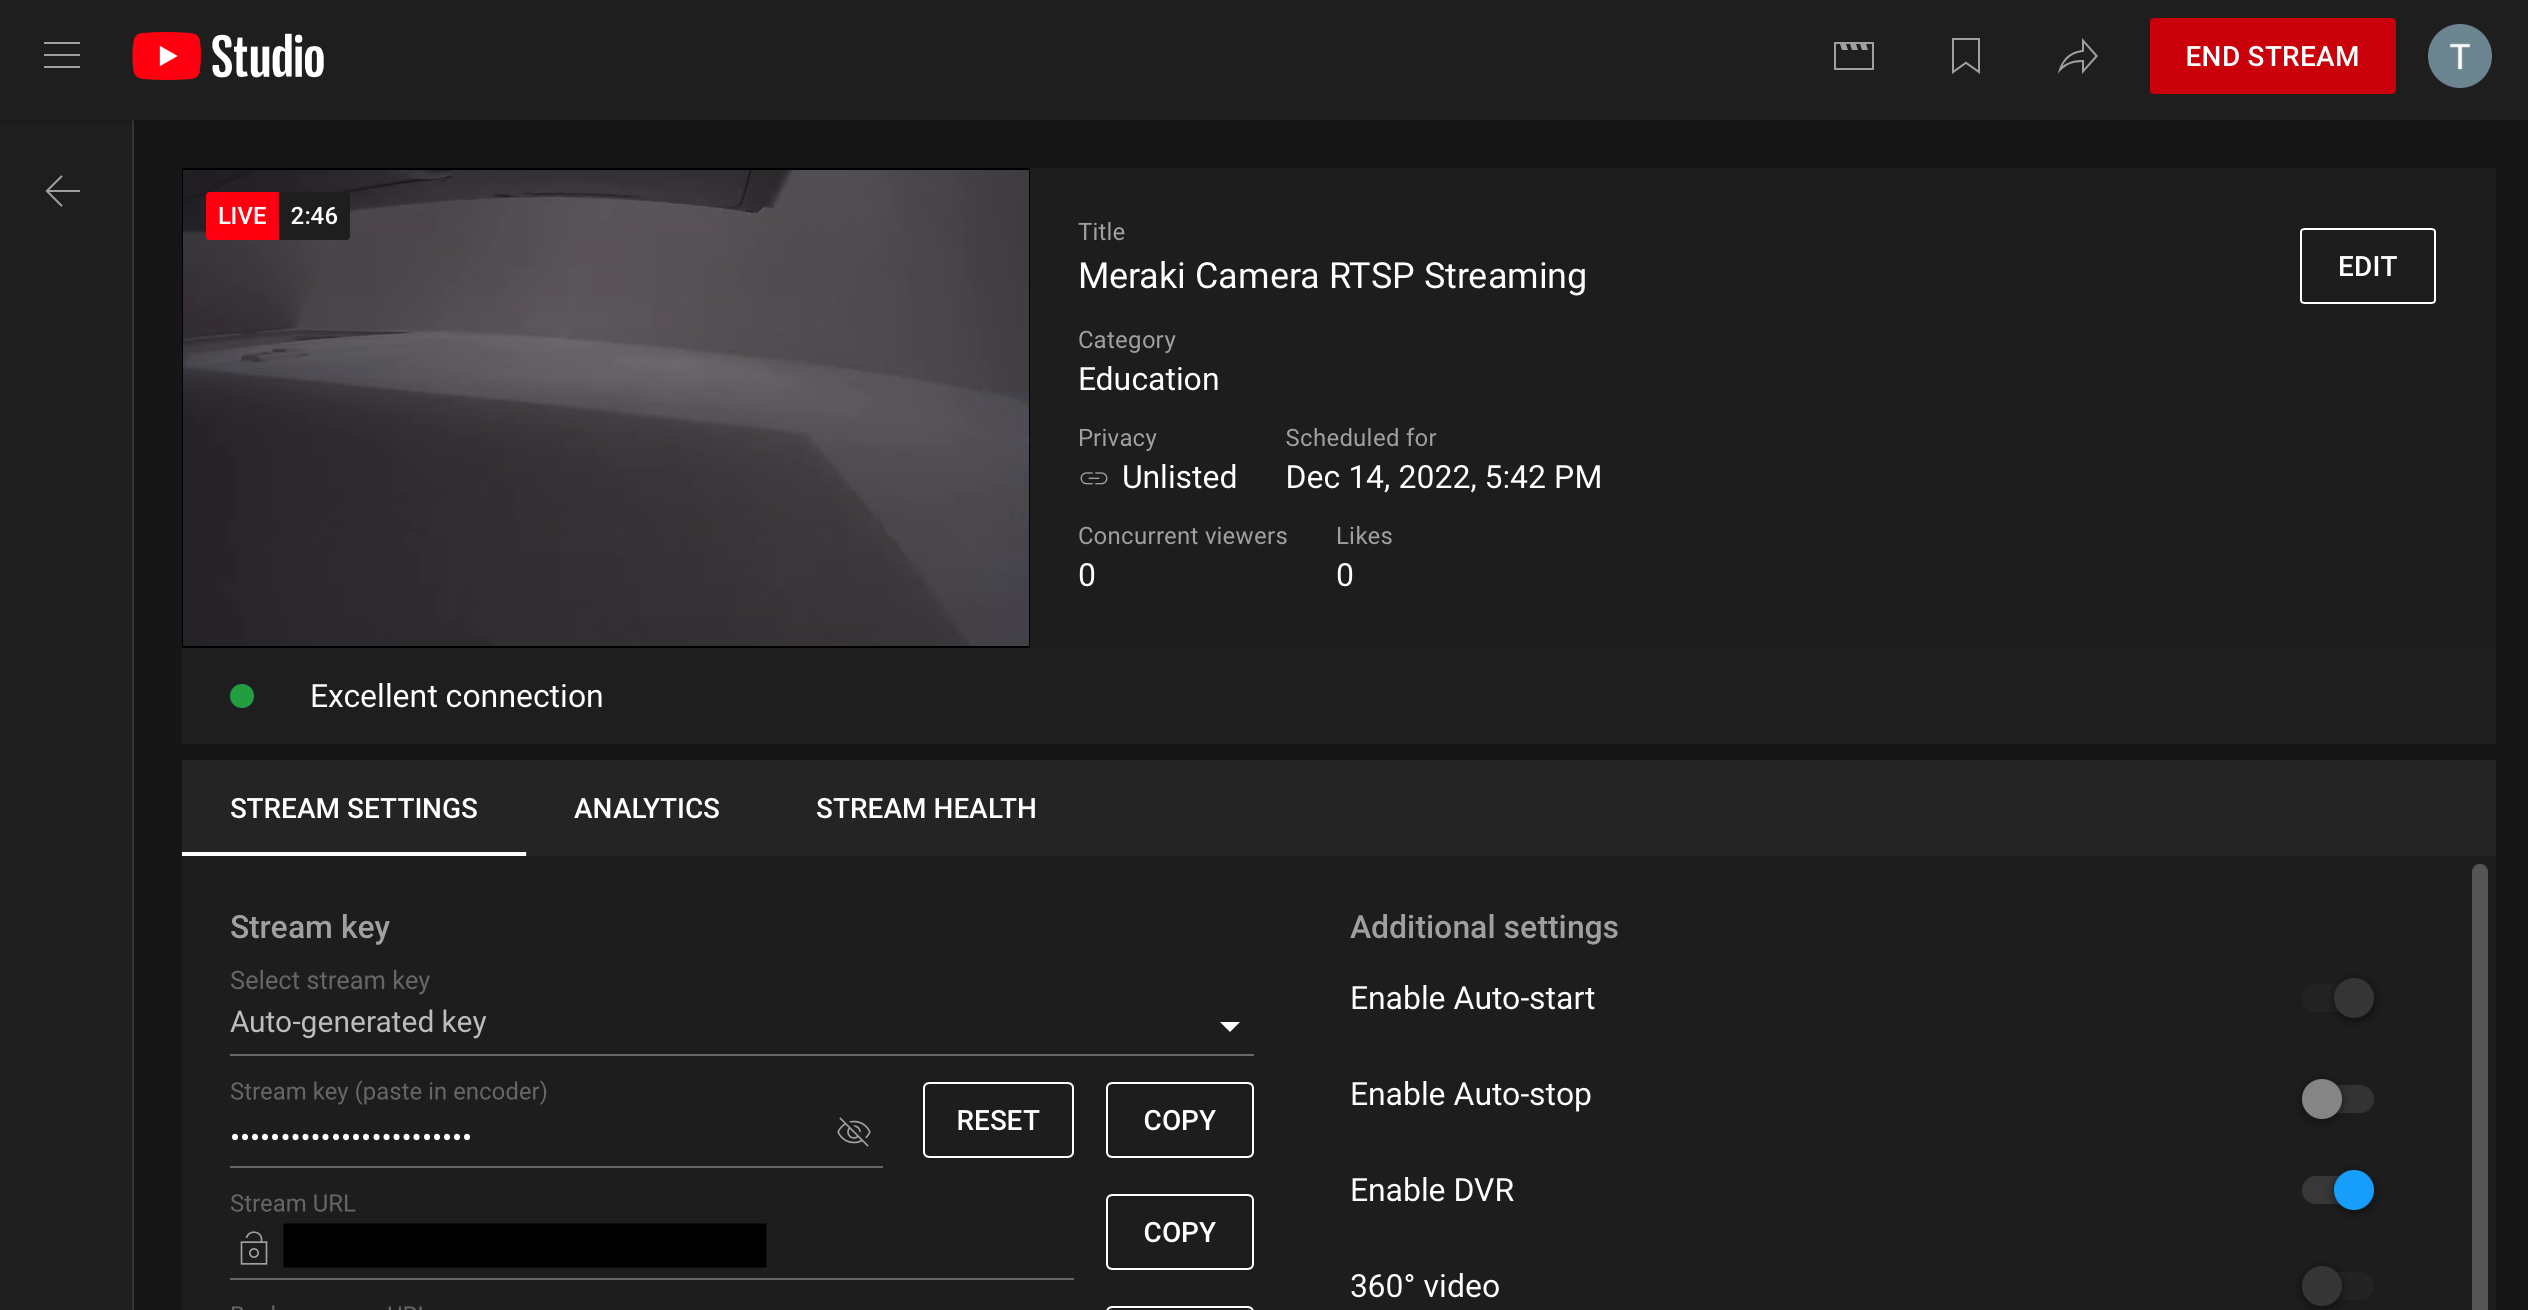 Studio
END STREAM
T
LIVE 2:46
Title
Meraki Camera RTSP Streaming
EDIT
Category
Education
Privacy
Scheduled for
Unlisted
Dec 14, 2022, 5:42 PM
Concurrent viewers
Likes
0
0
Excellent connection
STREAM SETTINGS
ANALYTICS
STREAM HEALTH
Stream key
Select stream key
Auto-generated key
Stream key (paste in encoder)
••••••••••••••••••••••••
RESET
COPY
Stream URL
COPY
Additional settings
Enable Auto-start
Enable Auto-stop
Enable DVR
360° video